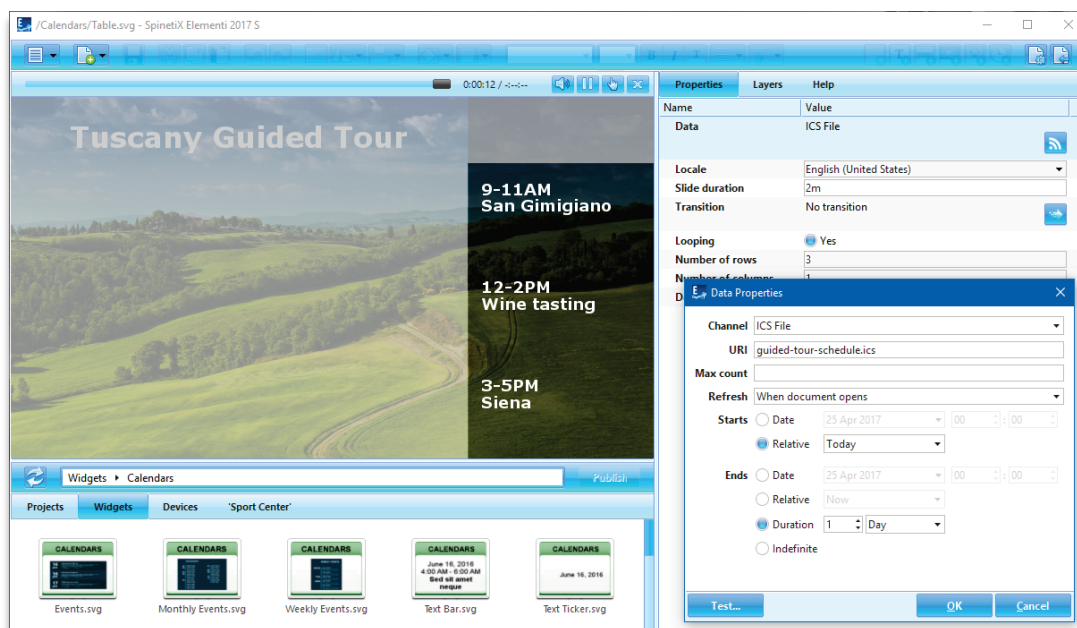 /Calendars/Table.svg - SpinetiX Elementi 2017 S
0:00:12 / -:--:--
Tuscany Guided Tour
9-11AM
San Gimigiano
12-2PM
Wine tasting
3-5PM
Siena
Widgets ▸ Calendars
Publish
Projects Widgets Devices 'Sport Center'
CALENDARS
Events.svg
CALENDARS
Monthly Events.svg
CALENDARS
Weekly Events.svg
CALENDARS
June 16, 2016
4:00 AM - 6:00 AM
Sed sit amet
neque
Text Bar.svg
CALENDARS
June 16, 2016
Text Ticker.svg
Properties Layers Help
Name Value
Data ICS File
Locale English (United States)
Slide duration 2m
Transition No transition
Looping Yes
Number of rows 3
Number of columns 1
Data Properties
Channel ICS File
URI guided-tour-schedule.ics
Max count
Refresh When document opens
Starts Date 25 Apr 2017 00 : 00
Relative Today
Ends Date 25 Apr 2017 00 : 00
Relative Now
Duration 1 Day
Indefinite
Test... OK Cancel